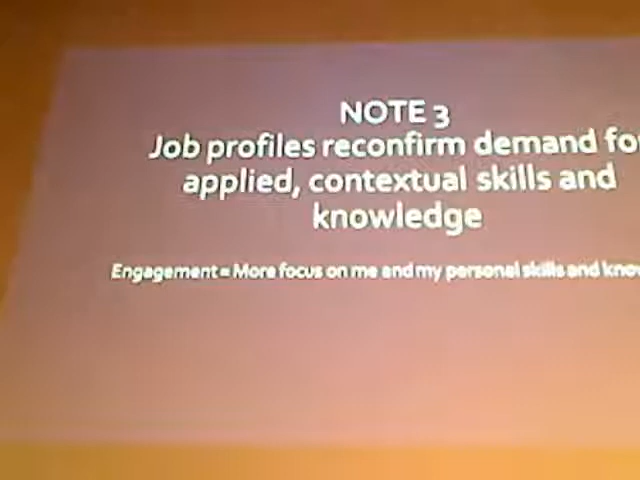 NOTE 3
Job profiles reconfirm demand fo
applied, contextual skills and
knowledge
Engagement = More focus on me and my personal skills and know